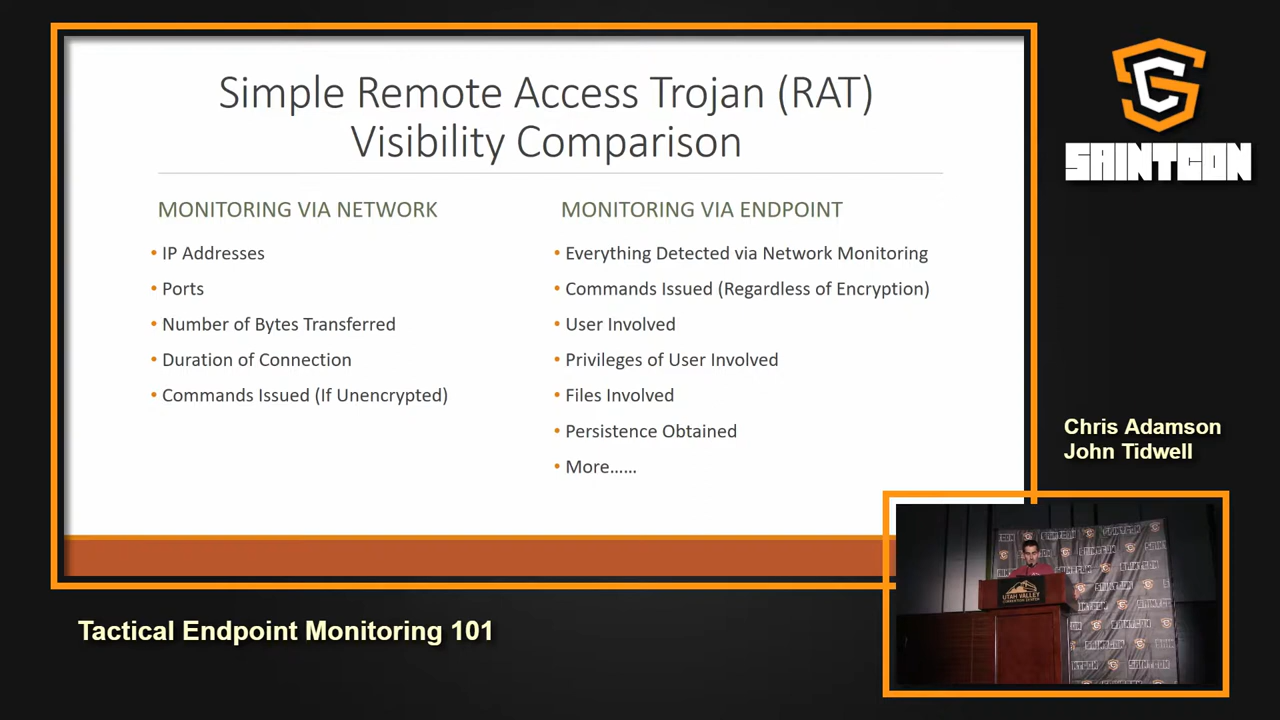 Simple Remote Access Trojan (RAT)
Visibility Comparison
MONITORING VIA NETWORK
• IP Addresses
• Ports
• Number of Bytes Transferred
• Duration of Connection
• Commands Issued (If Unencrypted)
MONITORING VIA ENDPOINT
• Everything Detected via Network Monitoring
• Commands Issued (Regardless of Encryption)
• User Involved
• Privileges of User Involved
• Files Involved
• Persistence Obtained
• More……
SAINTCON
Chris Adamson
John Tidwell
UTAH VALLEY
Tactical Endpoint Monitoring 101